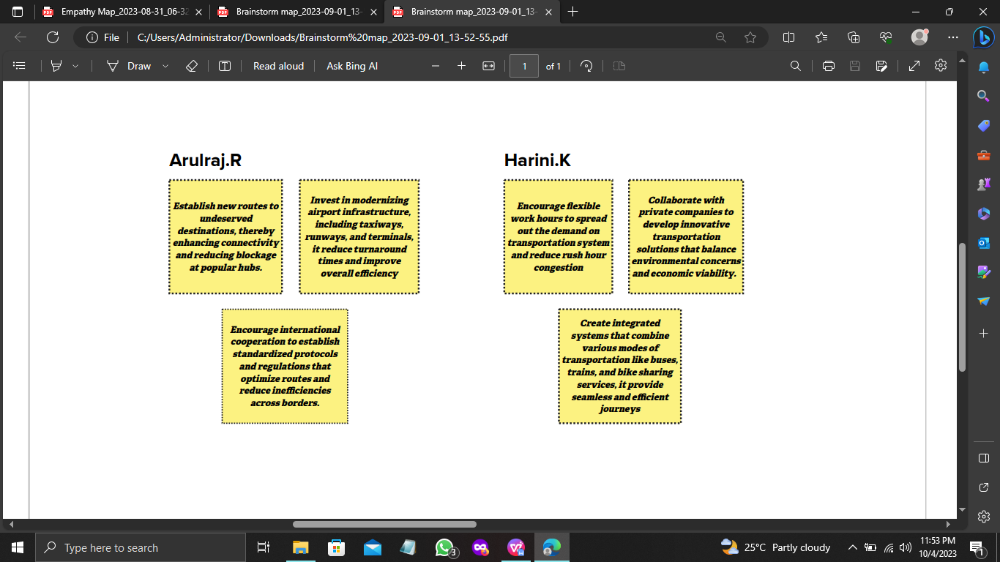 Empathy Map_2023-08-31_06-32
Brainstorm map_2023-09-01_13-
Brainstorm map_2023-09-01_13-
File
C:/Users/Administrator/Downloads/Brainstorm%20map_2023-09-01_13-52-55.pdf
Draw
Read aloud
Ask Bing AI
1
of 1
Arulraj.R
Establish new routes to
undeserved
destinations, thereby
enhancing connectivity
and reducing blockage
at popular hubs.
Invest in modernizing
airport infrastructure,
including taxiways,
runways, and terminals,
it reduce turnaround
times and improve
overall efficiency
Encourage international
cooperation to establish
standardized protocols
and regulations that
optimize routes and
reduce inefficiencies
across borders.
Harini.K
Encourage flexible
work hours to spread
out the demand on
transportation system
and reduce rush hour
congestion
Collaborate with
private companies to
develop innovative
transportation
solutions that balance
environmental concerns
and economic viability.
Create integrated
systems that combine
various modes of
transportation like buses,
trains, and bike sharing
services, it provide
seamless and efficient
journeys
Type here to search
3
25°C Partly cloudy
11:53 PM
10/4/2023
1